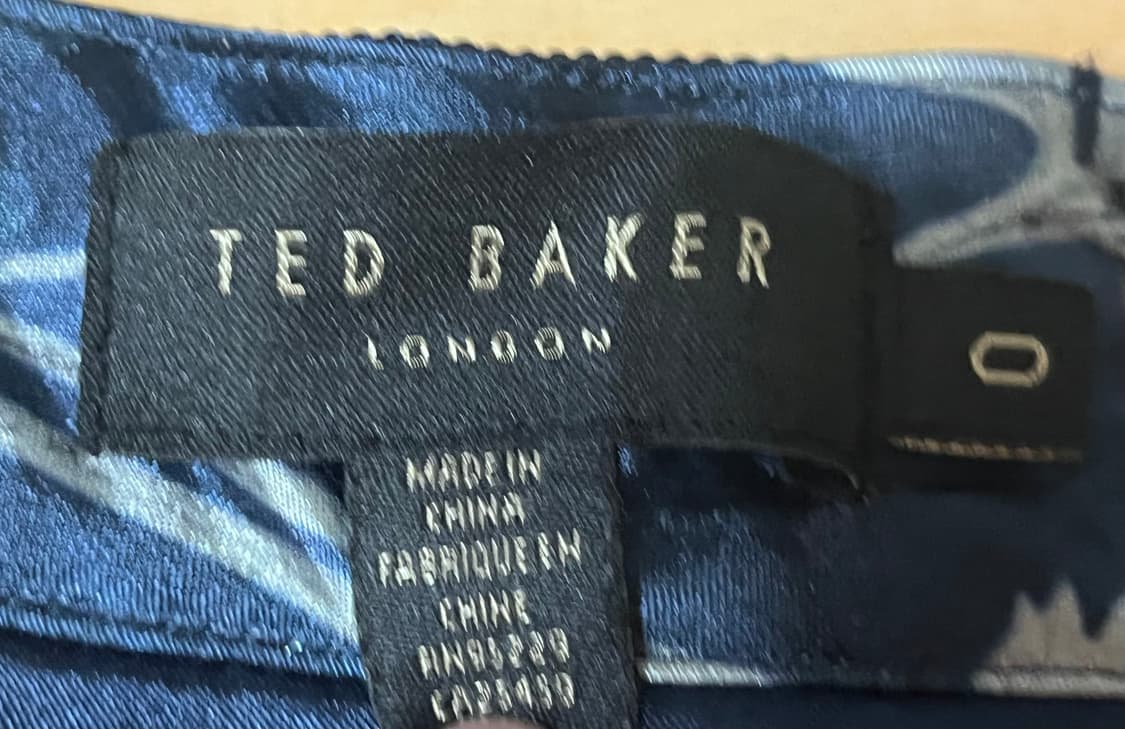 TED BAKER
LONDON
0
MADE IN
CHINA
FABRIQUE EN
CHINE